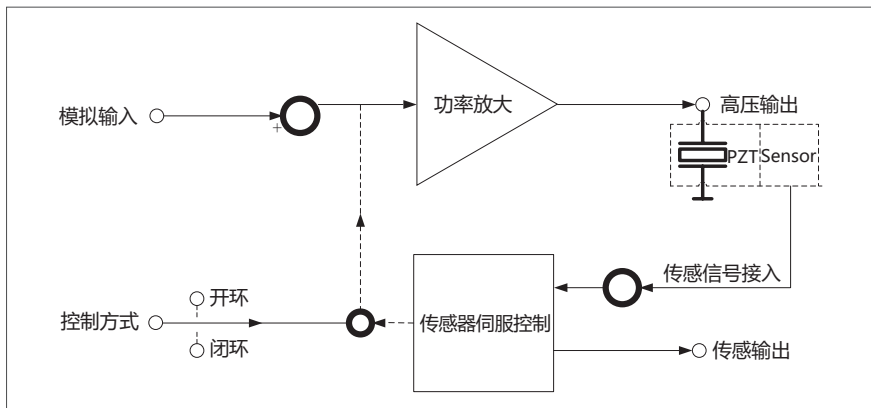 模拟输入
+
功率放大
高压输出
PZT
Sensor
传感信号接入
控制方式
开环
闭环
传感器伺服控制
传感输出